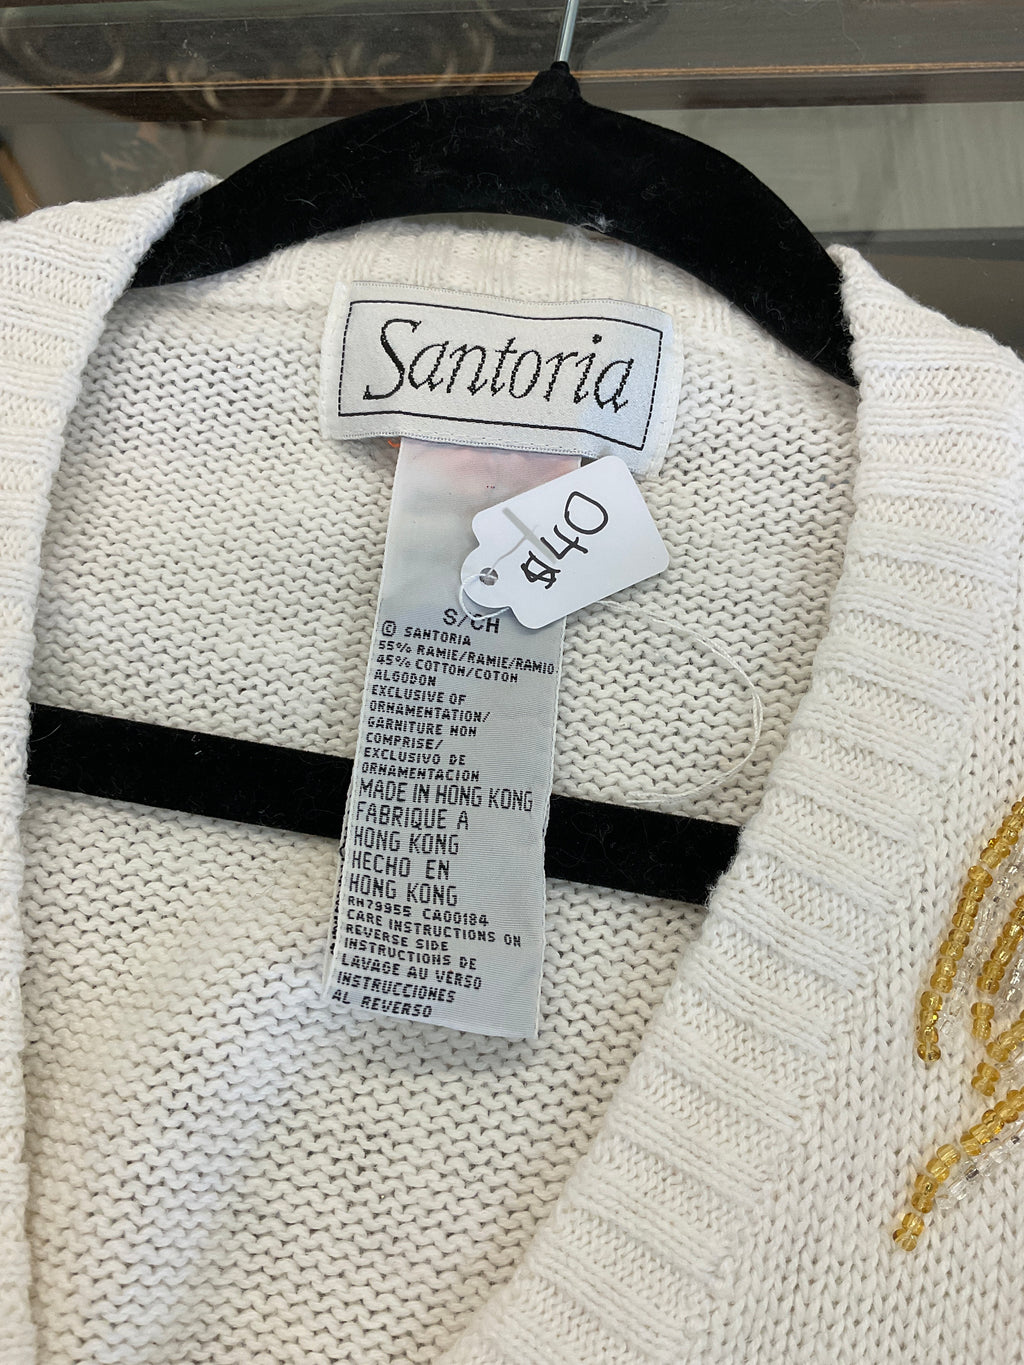 Santoria
$40
S/CH
© SANTORIA
55% RAMIE/RAMIE/RAMIO
45% COTTON/COTON
ALGODON
EXCLUSIVE OF
ORNAMENTATION/
GARNITURE NON
COMPRISE/
EXCLUSIVO DE
ORNAMENTACION
MADE IN HONG KONG
FABRIQUE A
HONG KONG
HECHO EN
HONG KONG
RH79955 CA00184
CARE INSTRUCTIONS ON
REVERSE SIDE
INSTRUCTIONS DE
LAVAGE AU VERSO
INSTRUCCIONES
AL REVERSO